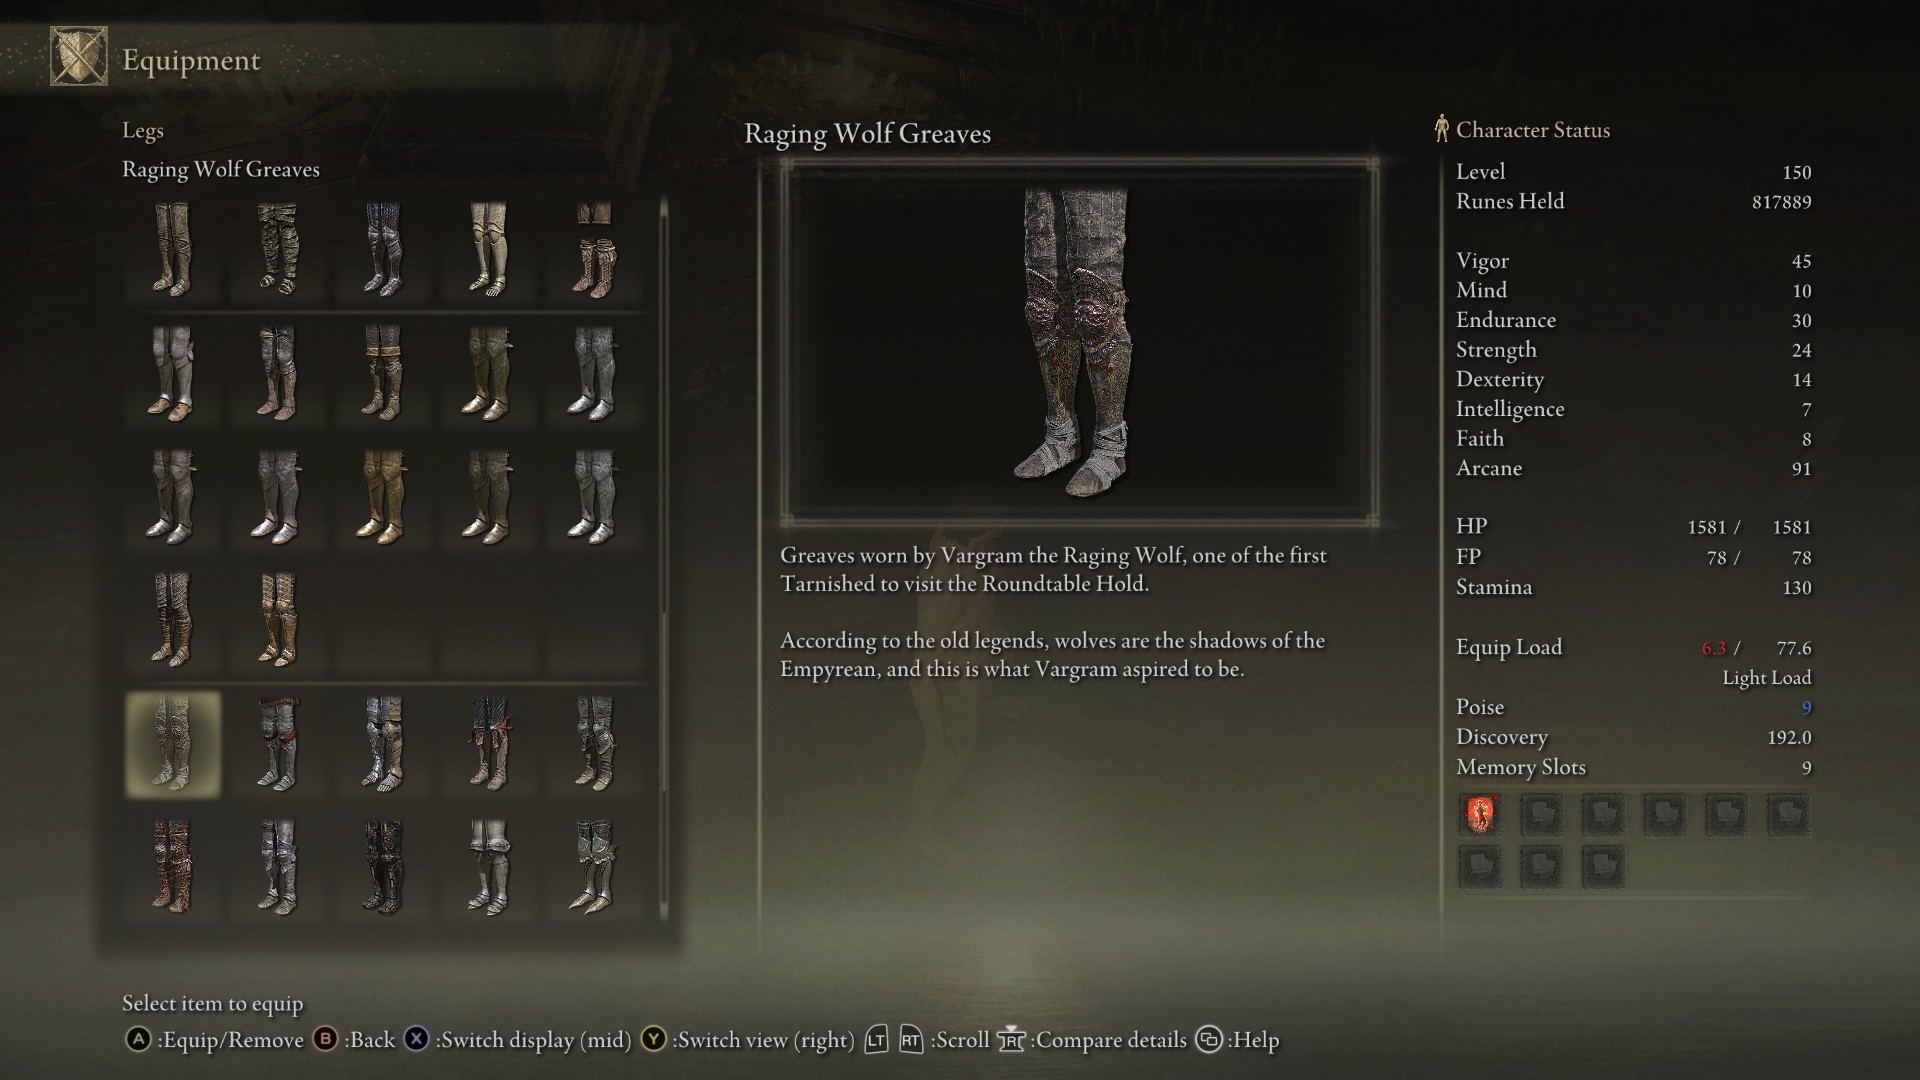 Equipment
Legs
Raging Wolf Greaves
Raging Wolf Greaves
Greaves worn by Vargram the Raging Wolf, one of the first
Tarnished to visit the Roundtable Hold.
According to the old legends, wolves are the shadows of the
Empyrean, and this is what Vargram aspired to be.
Character Status
Level 150
Runes Held 817889
Vigor 45
Mind 10
Endurance 30
Strength 24
Dexterity 14
Intelligence 7
Faith 8
Arcane 91
HP 1581 / 1581
FP 78 / 78
Stamina 130
Equip Load 6.3 / 77.6
Light Load
Poise 9
Discovery 192.0
Memory Slots 9
Select item to equip
A :Equip/Remove B :Back X :Switch display (mid) Y :Switch view (right) LT RT :Scroll R :Compare details :Help